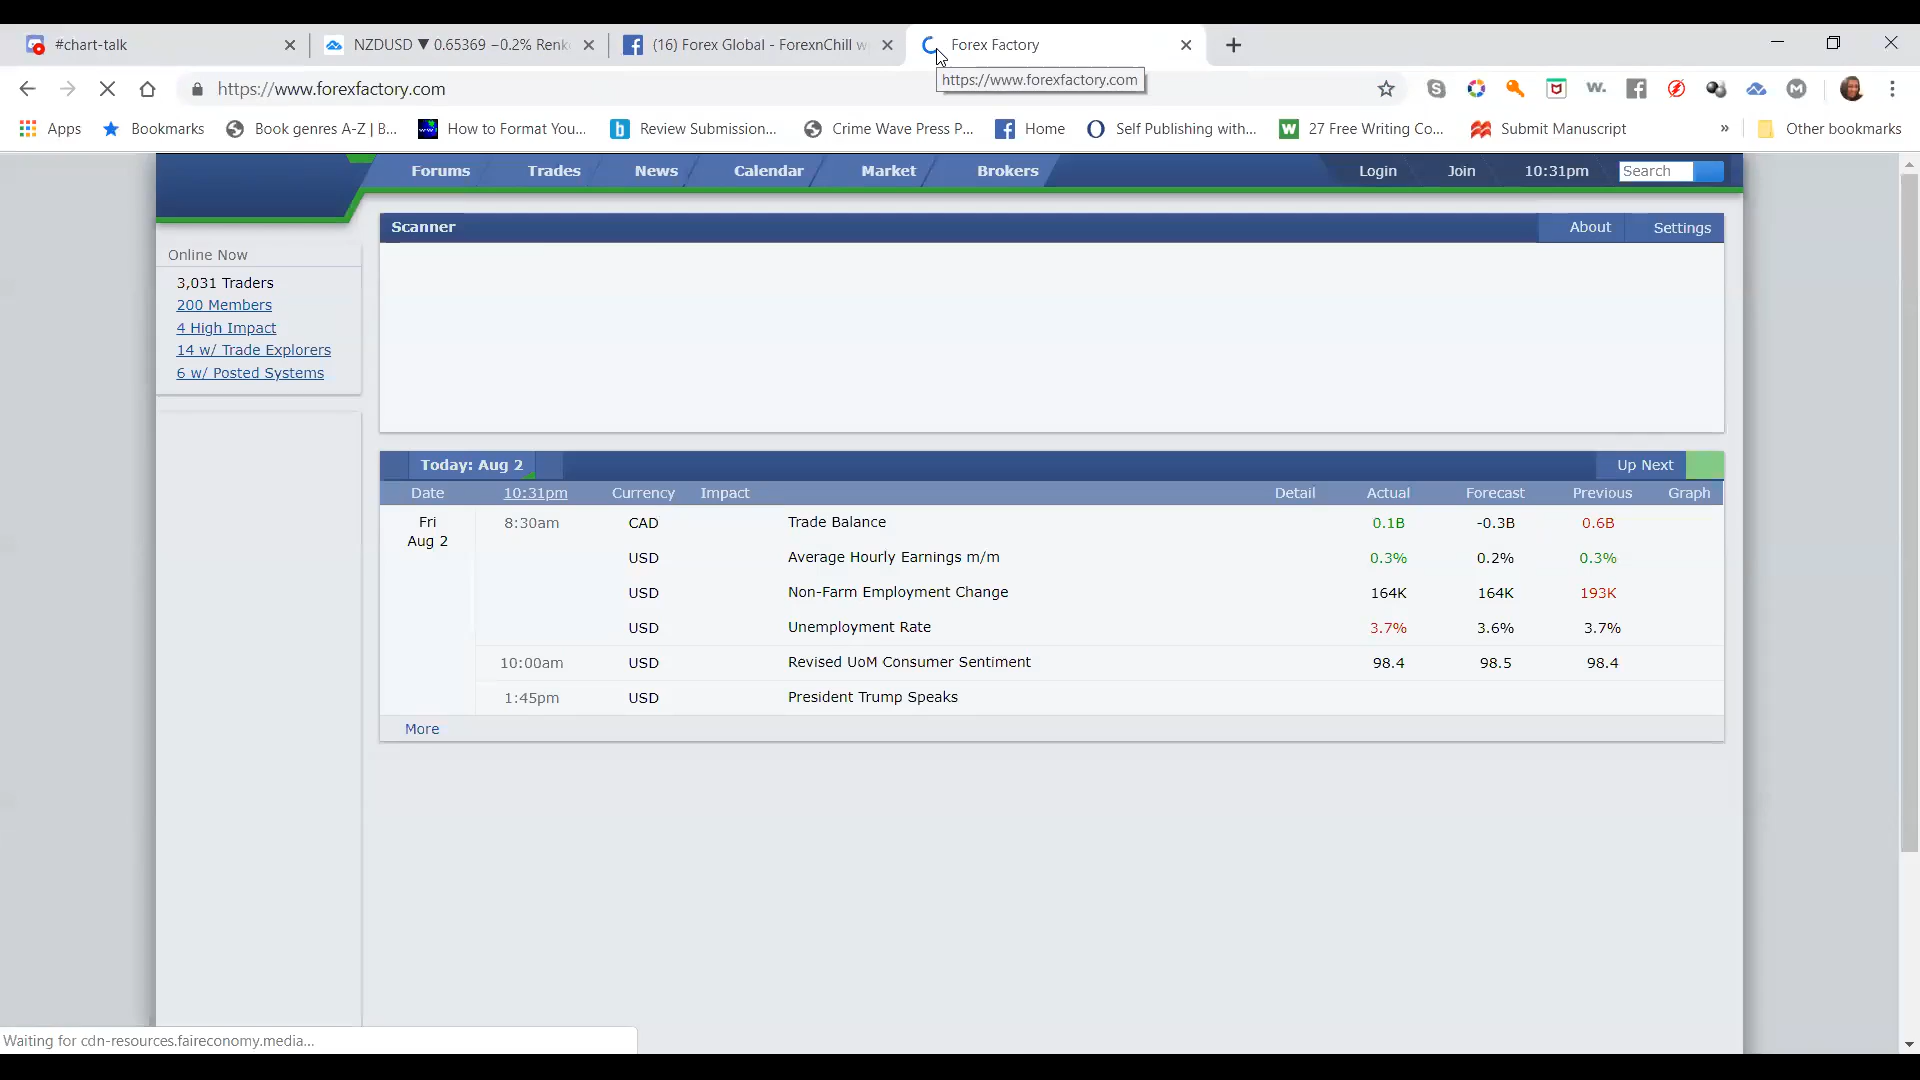 #chart-talk
NZDUSD ▼ 0.65369 −0.2% Renk
(16) Forex Global - ForexnChill w
Forex Factory
https://www.forexfactory.com
https://www.forexfactory.com
Apps
Bookmarks
Book genres A-Z | B...
How to Format You...
Review Submission...
Crime Wave Press P...
Home
Self Publishing with...
27 Free Writing Co...
Submit Manuscript
»
Other bookmarks
Forums
Trades
News
Calendar
Market
Brokers
Login
Join
10:31pm
Search
Scanner
About
Settings
Online Now
3,031 Traders
200 Members
4 High Impact
14 w/ Trade Explorers
6 w/ Posted Systems
Today: Aug 2
Up Next
Date 10:31pm Currency Impact Detail Actual Forecast Previous Graph
Fri 8:30am CAD Trade Balance 0.1B -0.3B 0.6B
Aug 2
USD Average Hourly Earnings m/m 0.3% 0.2% 0.3%
USD Non-Farm Employment Change 164K 164K 193K
USD Unemployment Rate 3.7% 3.6% 3.7%
10:00am USD Revised UoM Consumer Sentiment 98.4 98.5 98.4
1:45pm USD President Trump Speaks
More
Waiting for cdn-resources.faireconomy.media...